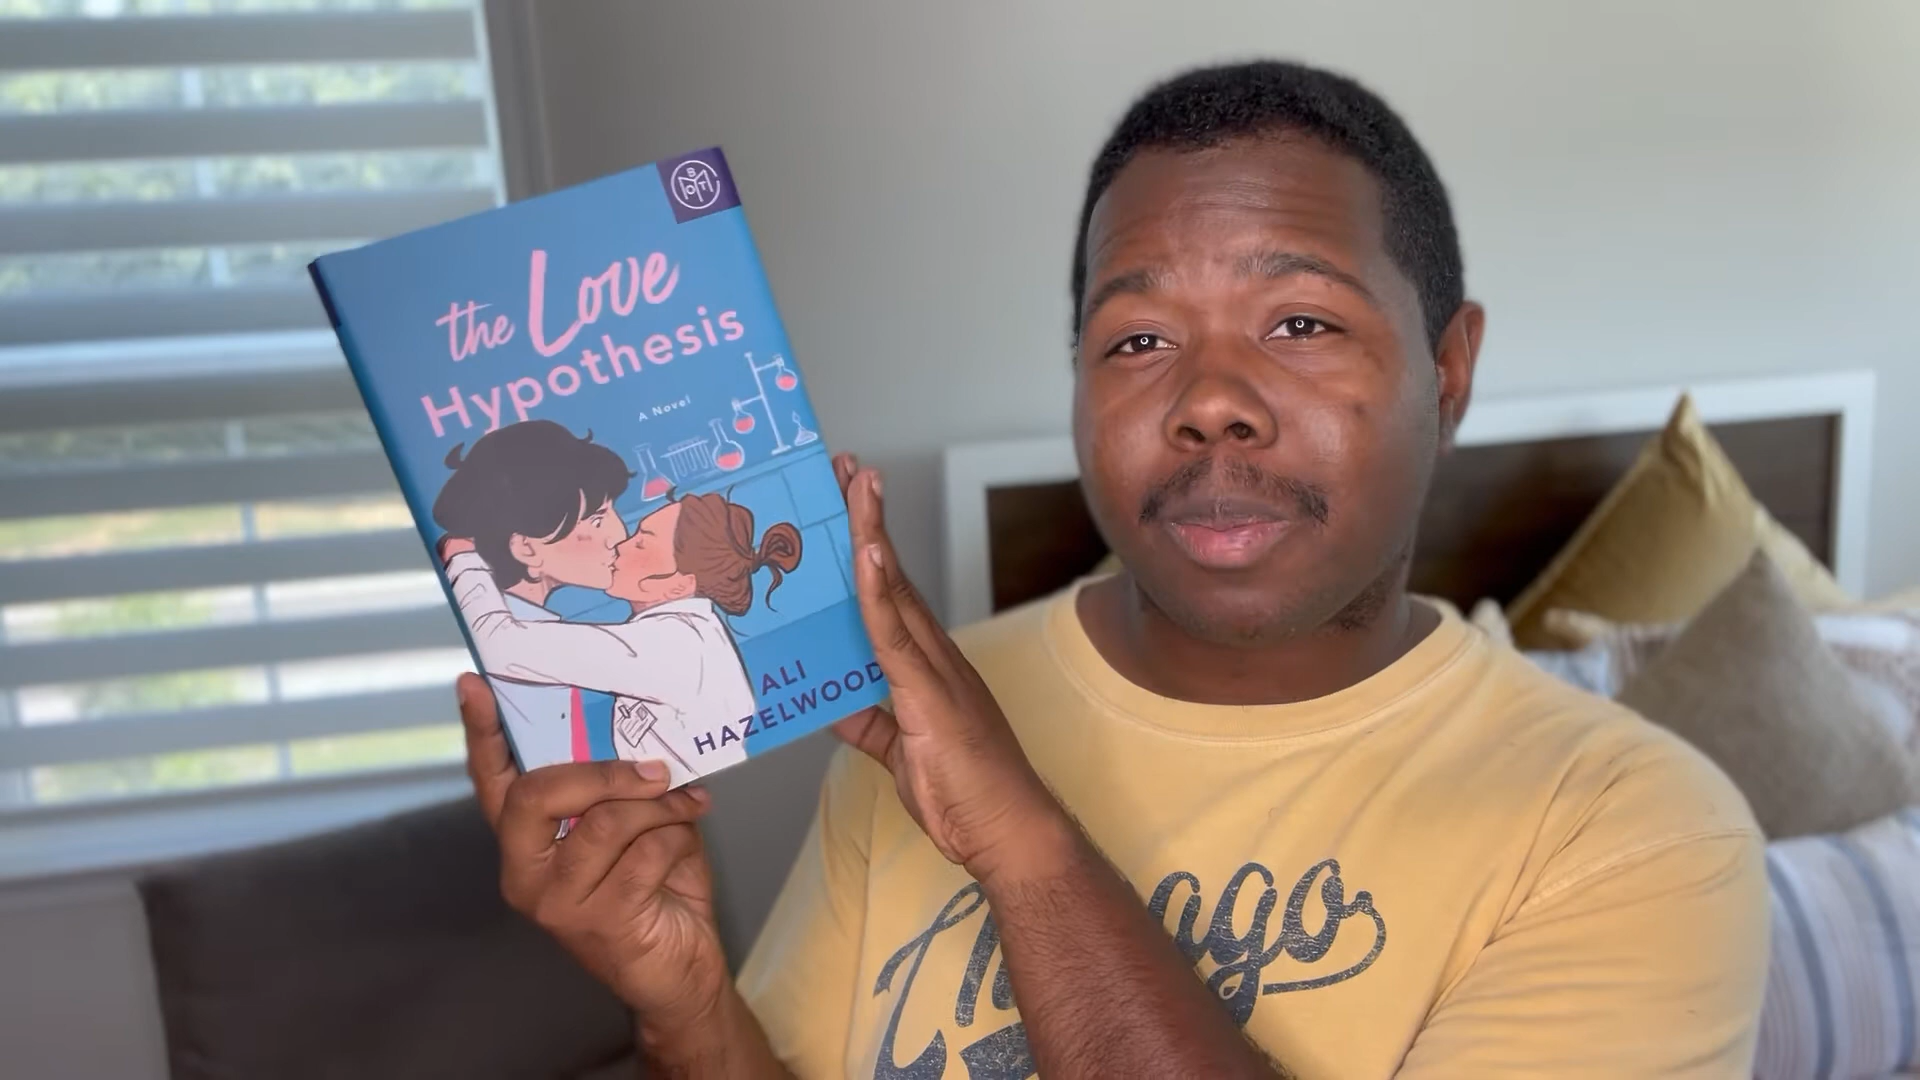 BOTM
the Love
Hypothesis
A Novel
ALI
HAZELWOOD